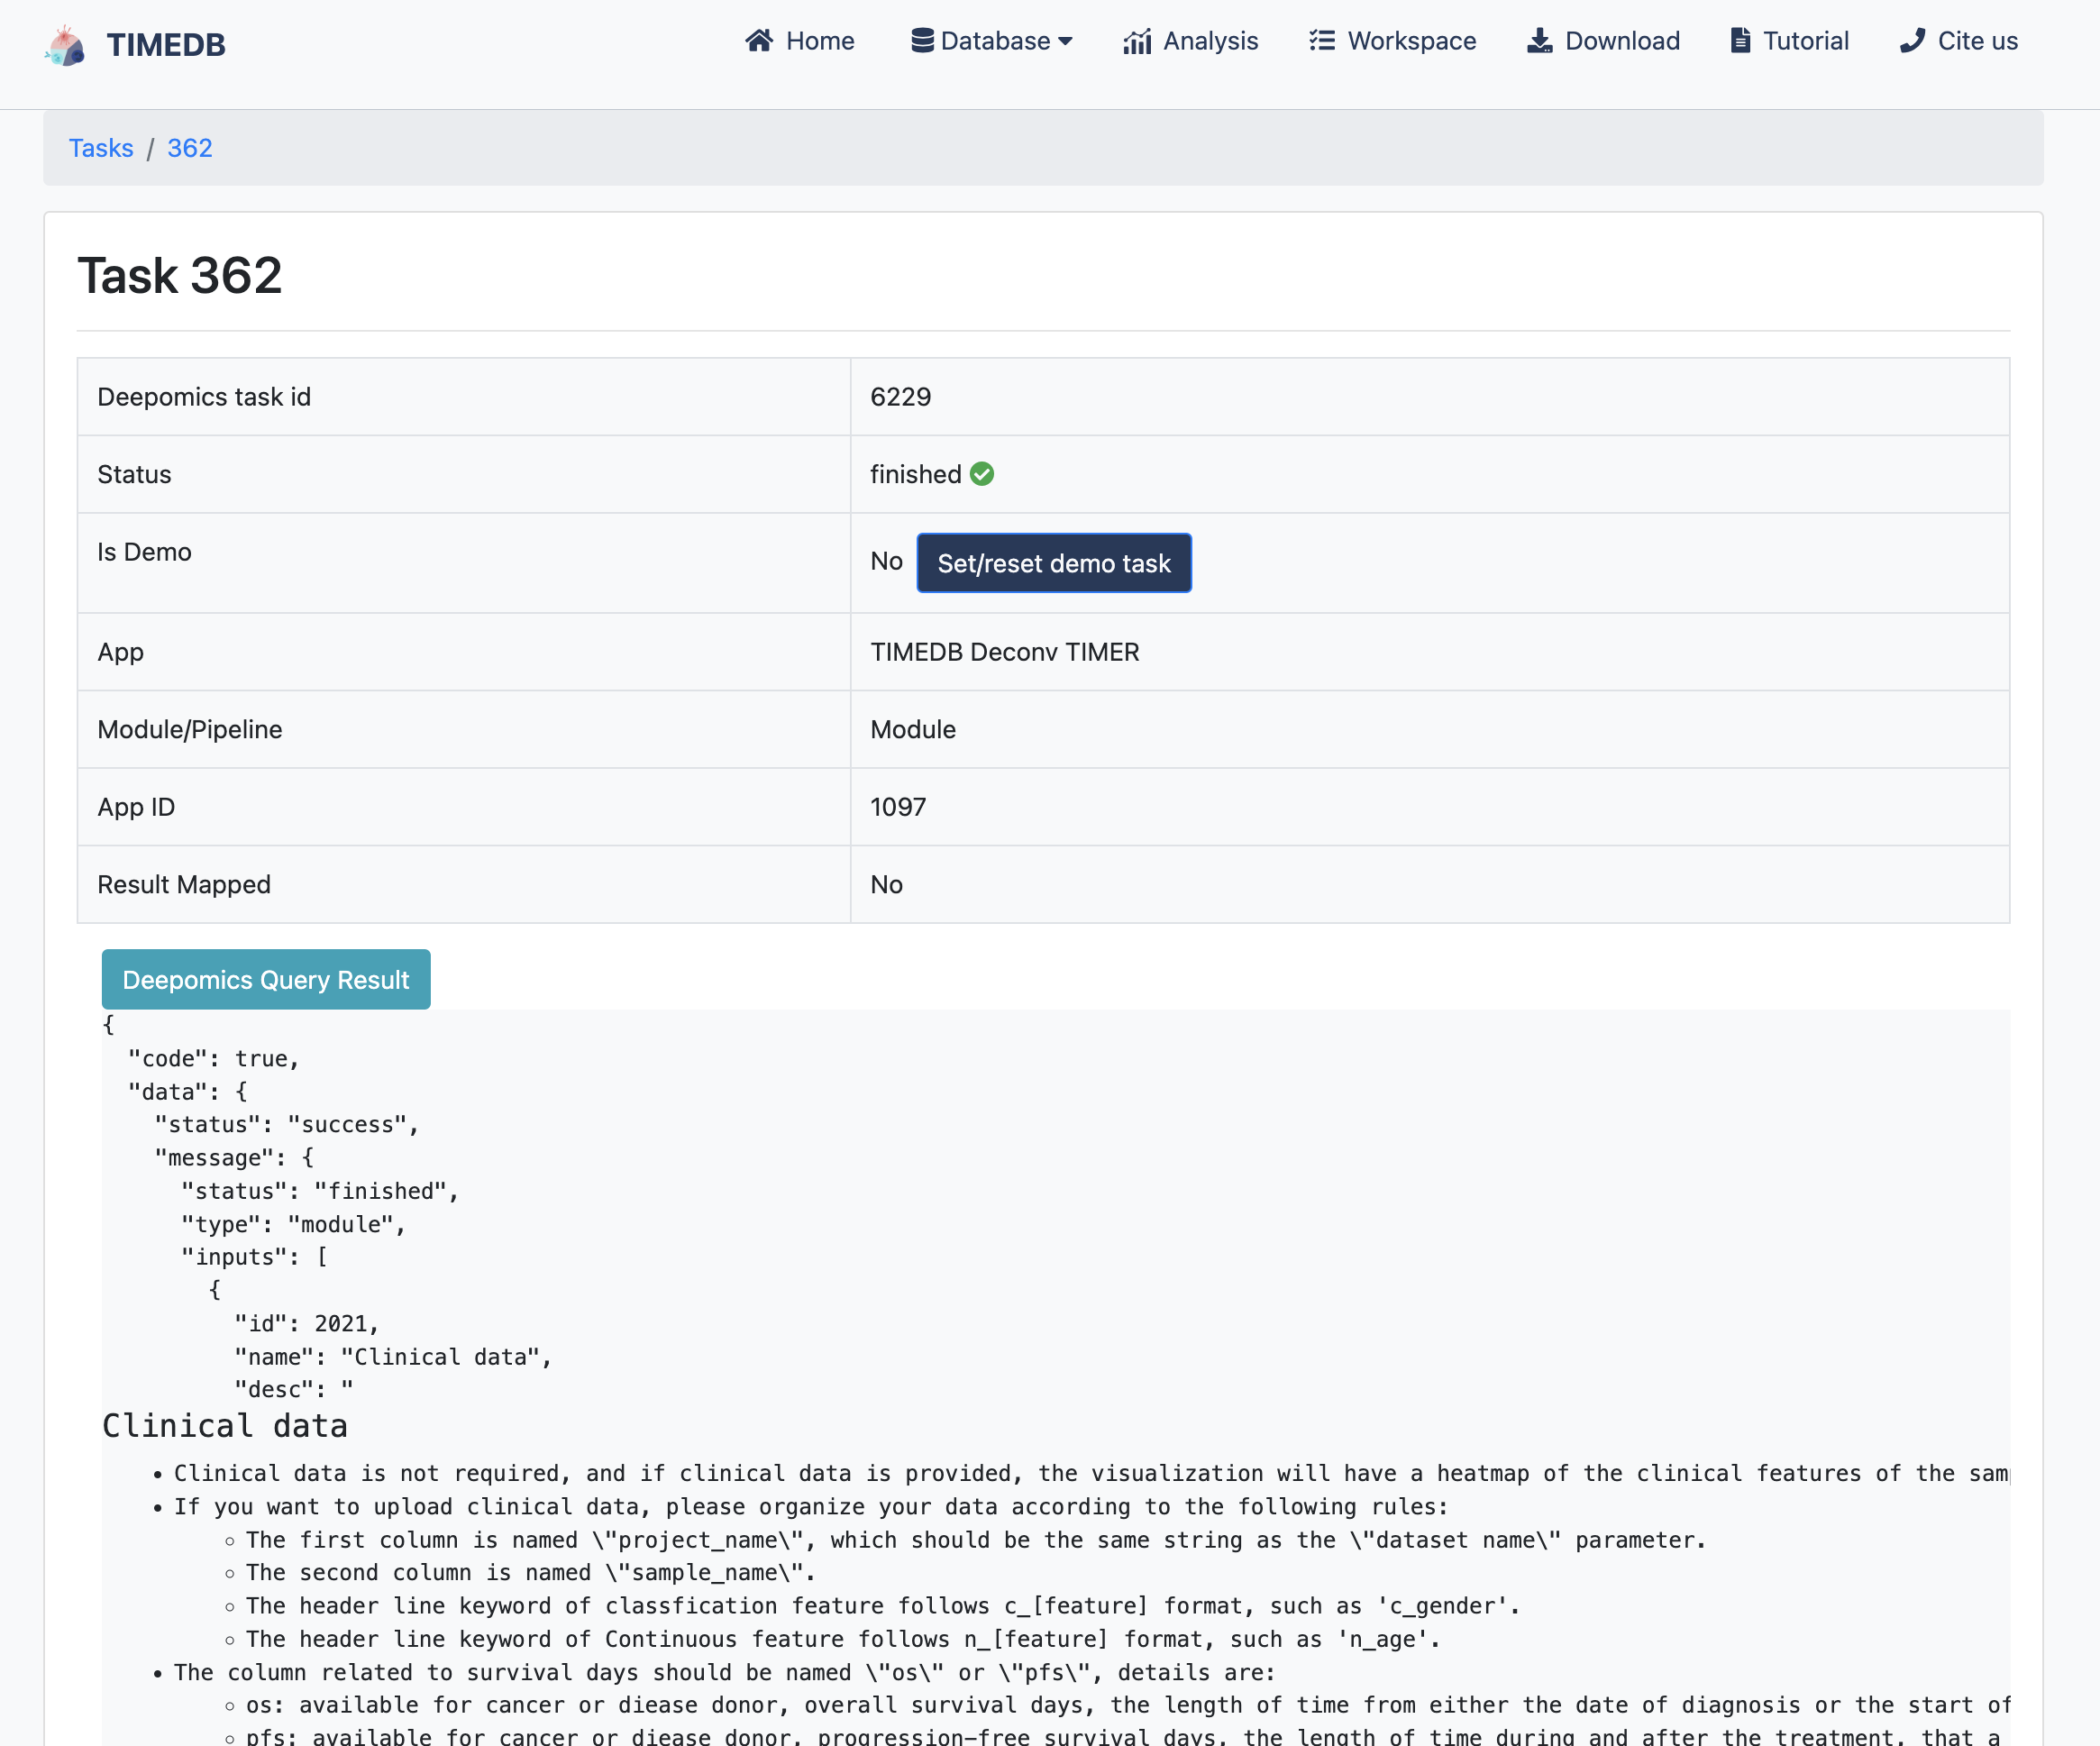 TIMEDB
Home Database Analysis Workspace Download Tutorial Cite us
Tasks / 362
Task 362
Deepomics task id 6229
Status finished
Is Demo No Set/reset demo task
App TIMEDB Deconv TIMER
Module/Pipeline Module
App ID 1097
Result Mapped No
Deepomics Query Result
{
"code": true,
"data": {
"status": "success",
"message": {
"status": "finished",
"type": "module",
"inputs": [
{
"id": 2021,
"name": "Clinical data",
"desc": "
Clinical data
• Clinical data is not required, and if clinical data is provided, the visualization will have a heatmap of the clinical features of the
• If you want to upload clinical data, please organize your data according to the following rules:
◦ The first column is named \"project_name\", which should be the same string as the \"dataset name\" parameter.
◦ The second column is named \"sample_name\".
◦ The header line keyword of classfication feature follows c_[feature] format, such as 'c_gender'.
◦ The header line keyword of Continuous feature follows n_[feature] format, such as 'n_age'.
• The column related to survival days should be named \"os\" or \"pfs\", details are:
◦ os: available for cancer or diease donor, overall survival days, the length of time from either the date of diagnosis or the start of
◦ pfs: available for cancer or diease donor, progression-free survival days, the length of time during and after the treatment, that a